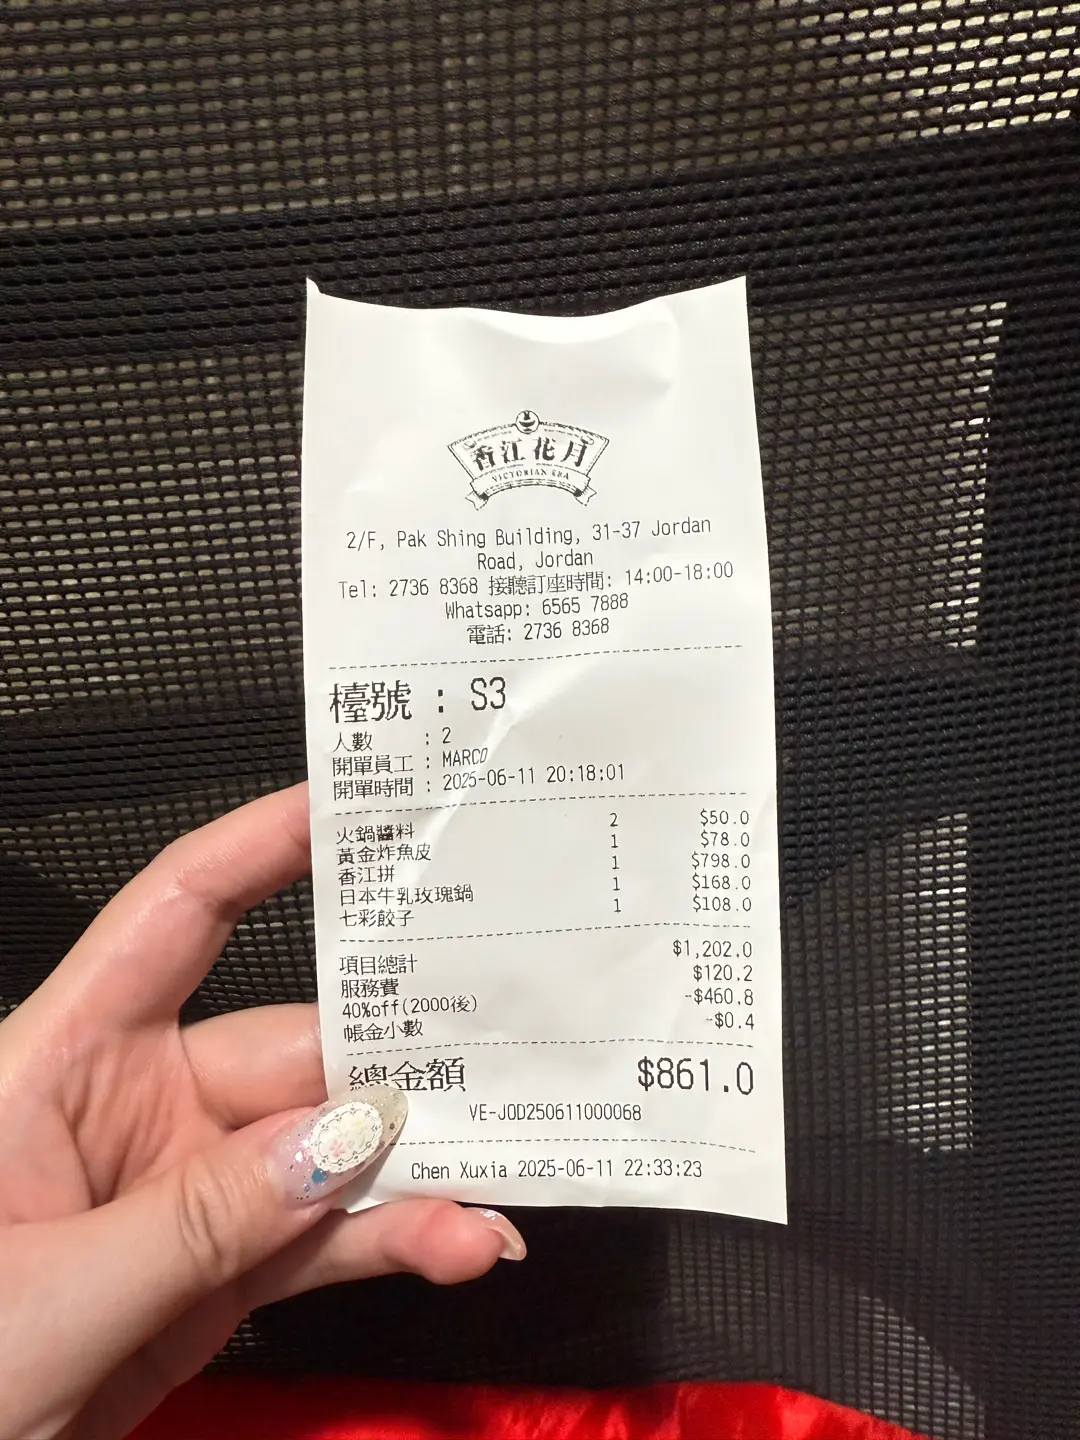 香江花月
VICTORIAN ERA
2/F, Pak Shing Building, 31-37 Jordan
Road, Jordan
Tel: 2736 8368 接聽訂座時間: 14:00-18:00
Whatsapp: 6565 7888
電話: 2736 8368
檯號 : S3
人數 : 2
開單員工 : MARCO
開單時間 : 2025-06-11 20:18:01
火鍋醬料 2 $50.0
黃金炸魚皮 1 $78.0
香江拼 1 $798.0
日本牛乳玫瑰鍋 1 $168.0
七彩餃子 1 $108.0
項目總計 $1,202.0
服務費 $120.2
40%off(2000後) -$460.8
帳金小數 -$0.4
總金額 $861.0
VE-JOD250611000068
Chen Xuxia 2025-06-11 22:33:23